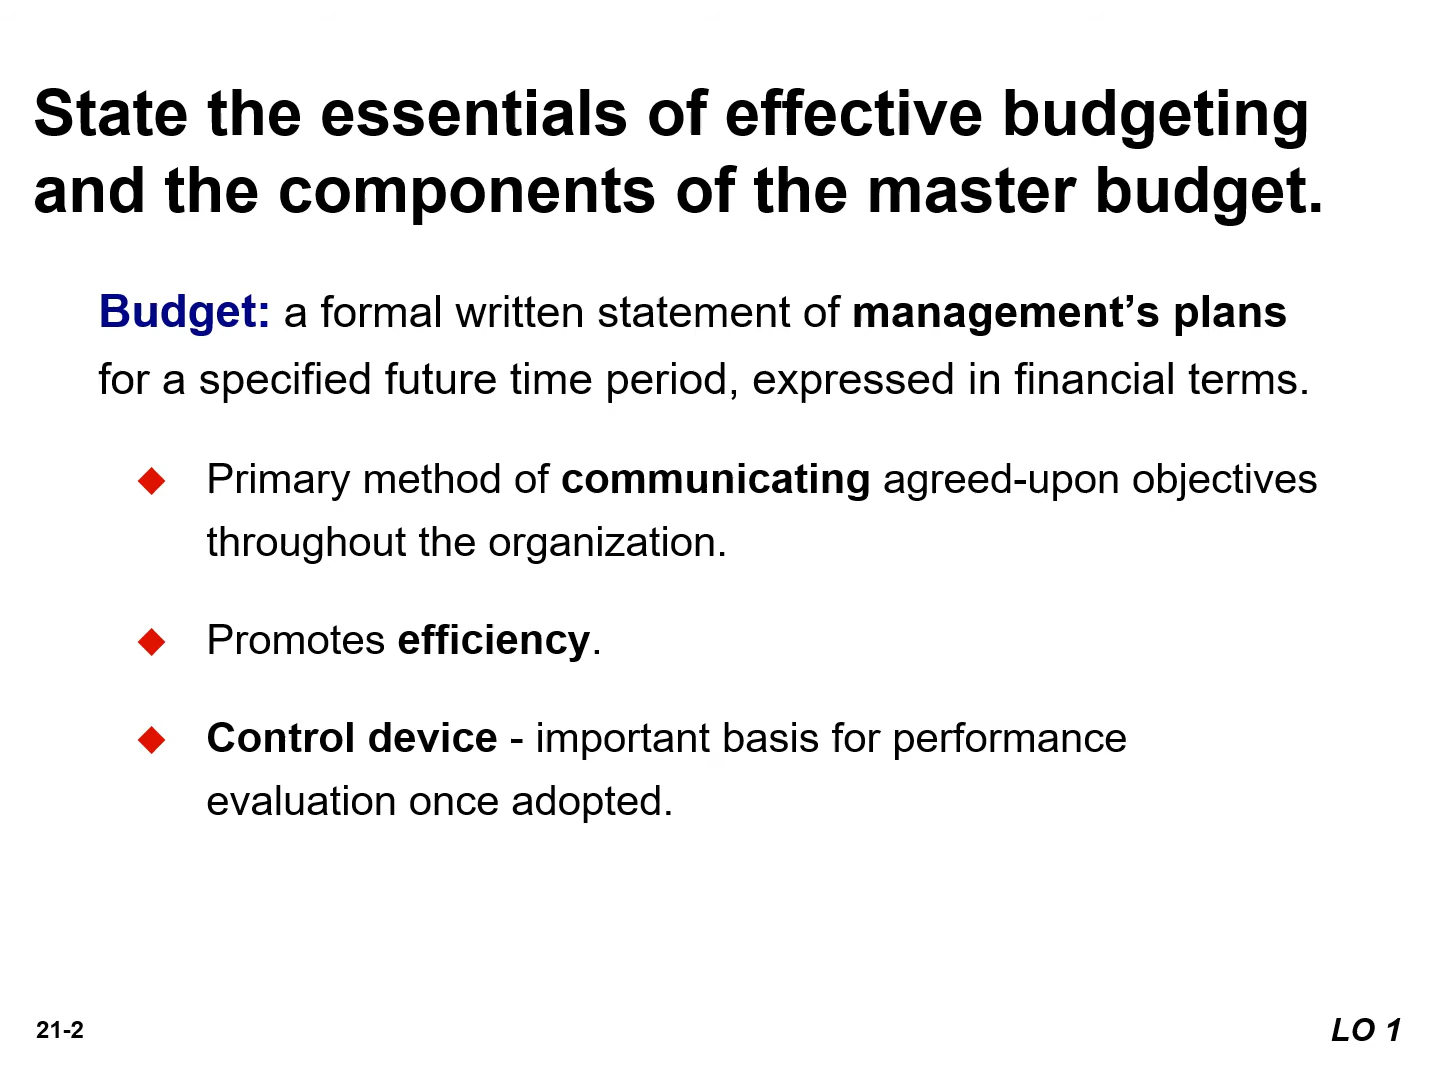 State the essentials of effective budgeting
and the components of the master budget.
Budget: a formal written statement of management’s plans
for a specified future time period, expressed in financial terms.
Primary method of communicating agreed-upon objectives
throughout the organization.
Promotes efficiency.
Control device - important basis for performance
evaluation once adopted.
21-2
LO 1